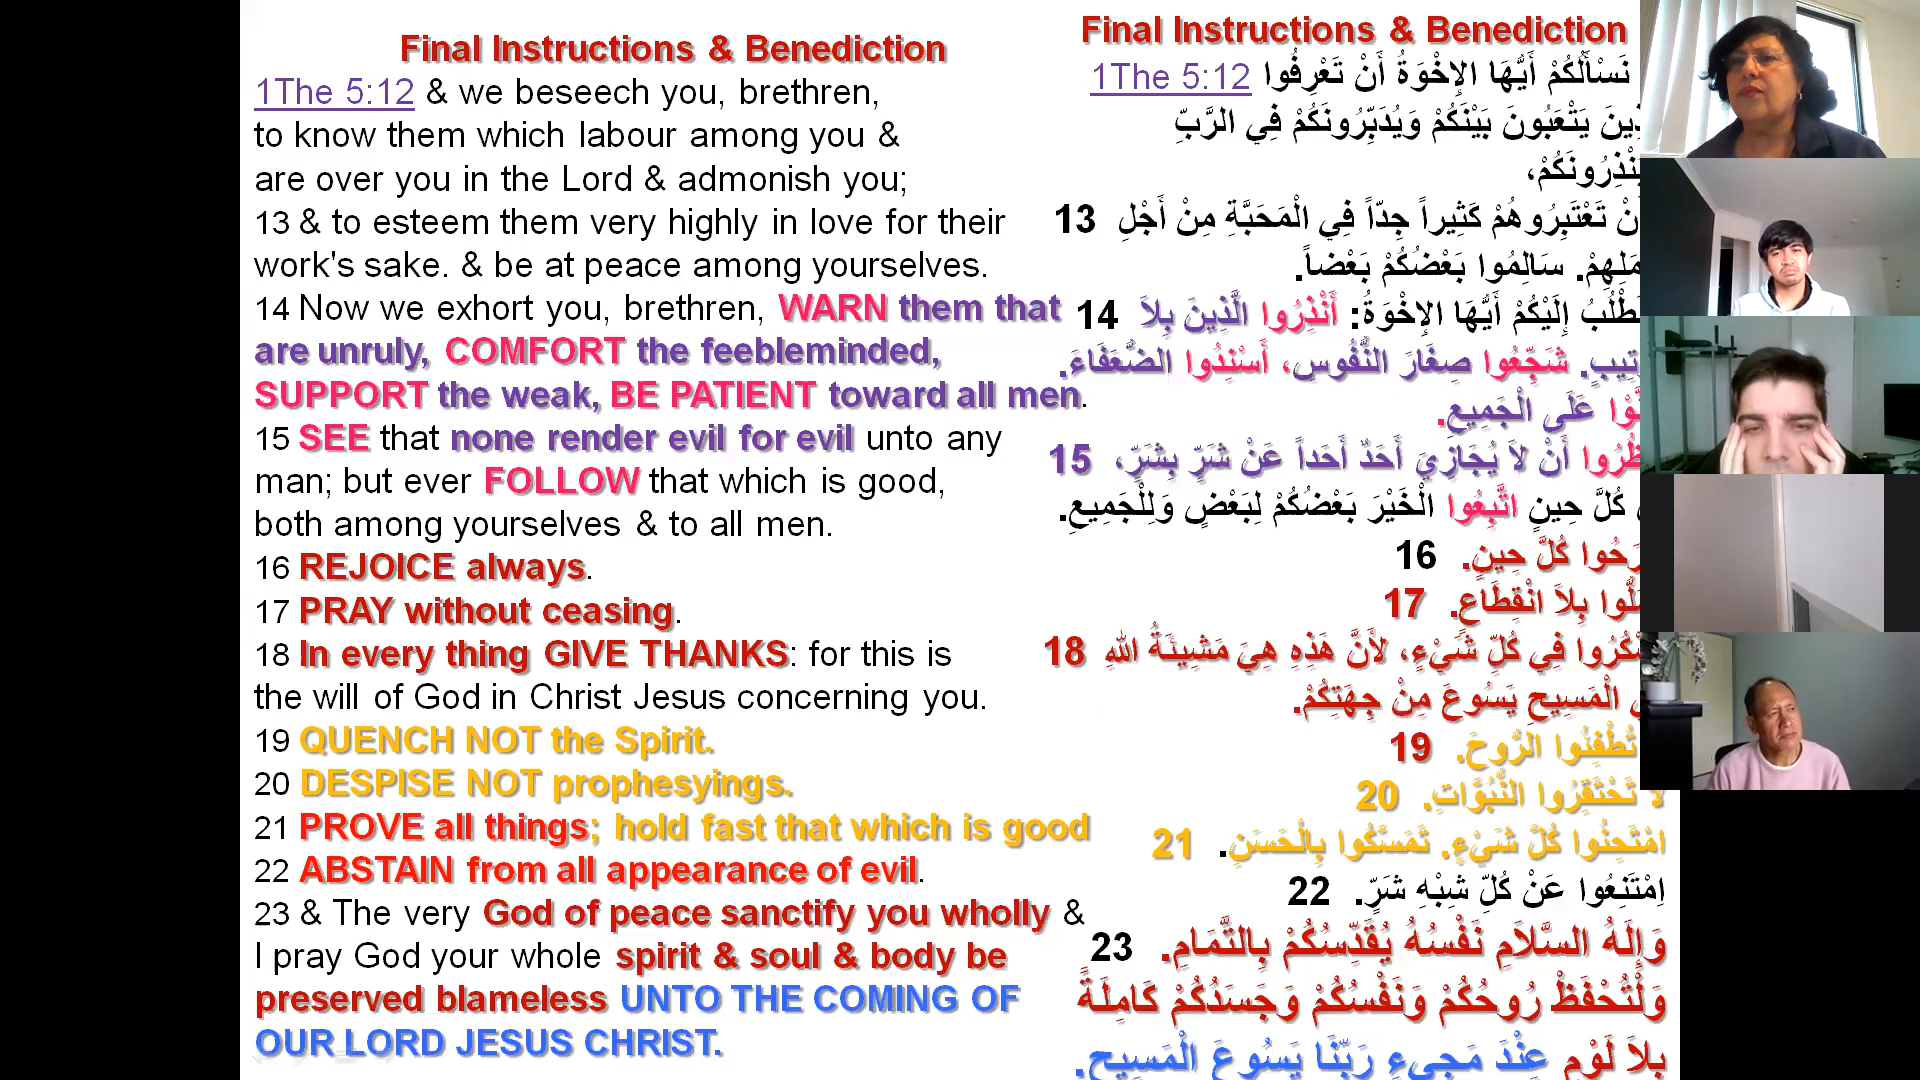 Final Instructions & Benediction
1The 5:12 & we beseech you, brethren,
to know them which labour among you &
are over you in the Lord & admonish you;
13 & to esteem them very highly in love for their
work's sake. & be at peace among yourselves.
14 Now we exhort you, brethren, WARN them that
are unruly, COMFORT the feebleminded,
SUPPORT the weak, BE PATIENT toward all men.
15 SEE that none render evil for evil unto any
man; but ever FOLLOW that which is good,
both among yourselves & to all men.
16 REJOICE always.
17 PRAY without ceasing.
18 In every thing GIVE THANKS: for this is
the will of God in Christ Jesus concerning you.
19 QUENCH NOT the Spirit.
20 DESPISE NOT prophesyings.
21 PROVE all things; hold fast that which is good
22 ABSTAIN from all appearance of evil.
23 & The very God of peace sanctify you wholly &
I pray God your whole spirit & soul & body be
preserved blameless UNTO THE COMING OF
OUR LORD JESUS CHRIST.
Final Instructions & Benediction
1The 5:12 نَسْأَلُكُمْ أَيُّهَا الإِخْوَةُ أَنْ تَعْرِفُوا
يَتْعَبُونَ بَيْنَكُمْ وَيُدَبِّرُونَكُمْ فِي الرَّبِّ
13 تَعْتَبِرُوهُمْ كَثِيراً جِدّاً فِي الْمَحَبَّةِ مِنْ أَجْلِ
سَالِمُوا بَعْضُكُمْ بَعْضاً.
14 إِلَيْكُمْ أَيُّهَا الإِخْوَةُ: أَنْذِرُوا الَّذِينَ بِلاَ
شَجِّعُوا صِغَارَ النُّفُوسِ، أَسْنِدُوا الضُّعَفَاءَ.
عَلَى الْجَمِيعِ.
15 أَنْ لاَ يُجَازِيَ أَحَدٌ أَحَداً عَنْ شَرٍّ بِشَرٍّ،
كُلَّ حِينٍ اتَّبِعُوا الْخَيْرَ بَعْضُكُمْ لِبَعْضٍ وَلِلْجَمِيعِ.
16 كُلَّ حِينٍ.
17 بِلاَ انْقِطَاعٍ.
18 فِي كُلِّ شَيْءٍ، لأَنَّ هَذِهِ هِيَ مَشِيئَةُ اللهِ
الْمَسِيحِ يَسُوعَ مِنْ جِهَتِكُمْ.
19 تُطْفِئُوا الرُّوحَ.
20 لاَ تَحْتَقِرُوا النُّبُوَّاتِ.
21 امْتَحِنُوا كُلَّ شَيْءٍ. تَمَسَّكُوا بِالْحَسَنِ.
22 اِمْتَنِعُوا عَنْ كُلِّ شِبْهِ شَرٍّ.
23 وَإِلَهُ السَّلاَمِ نَفْسُهُ يُقَدِّسُكُمْ بِالتَّمَامِ.
وَلْتُحْفَظْ رُوحُكُمْ وَنَفْسُكُمْ وَجَسَدُكُمْ كَامِلَةً
بِلاَ لَوْمٍ عِنْدَ مَجِيءِ رَبِّنَا يَسُوعَ الْمَسِيحِ.